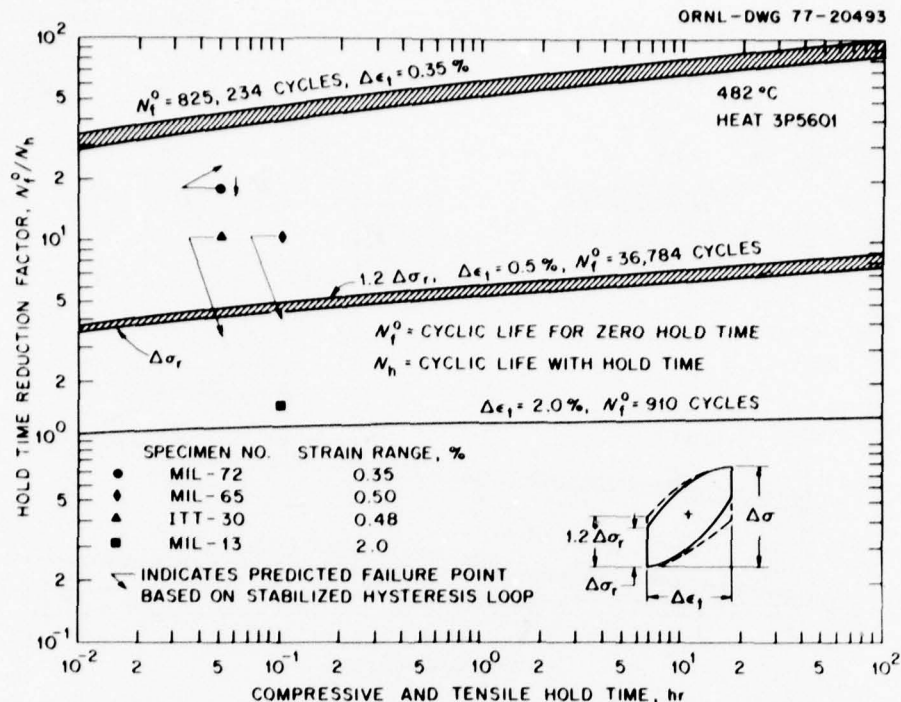 ORNL-DWG 77-20493
10²
5
2
10¹
5
2
10⁰
5
2
10⁻¹
HOLD TIME REDUCTION FACTOR, N_f⁰/N_h
N_f⁰ = 825,234 CYCLES, Δε_t = 0.35 %
482 °C
HEAT 3P5601
1.2 Δσ_r, Δε_t = 0.5 %, N_f⁰ = 36,784 CYCLES
Δσ_r
N_f⁰ = CYCLIC LIFE FOR ZERO HOLD TIME
N_h = CYCLIC LIFE WITH HOLD TIME
Δε_t = 2.0 %, N_f⁰ = 910 CYCLES
SPECIMEN NO. STRAIN RANGE, %
● MIL-72 0.35
♦ MIL-65 0.50
▲ ITT-30 0.48
■ MIL-13 2.0
INDICATES PREDICTED FAILURE POINT
BASED ON STABILIZED HYSTERESIS LOOP
1.2 Δσ_r
Δσ
Δσ_r
Δε_t
10⁻² 2 5 10⁻¹ 2 5 10⁰ 2 5 10¹ 2 5 10²
COMPRESSIVE AND TENSILE HOLD TIME, hr